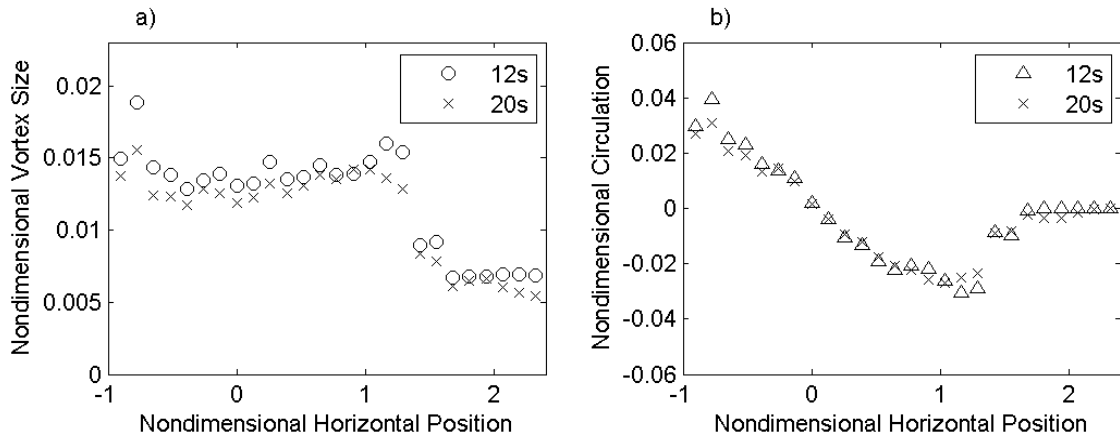 a)
Nondimensional Vortex Size
0.02
0.015
0.01
0.005
0
12s
20s
-1
0
1
2
Nondimensional Horizontal Position
b)
Nondimensional Circulation
0.06
0.04
0.02
0
-0.02
-0.04
-0.06
12s
20s
-1
0
1
2
Nondimensional Horizontal Position